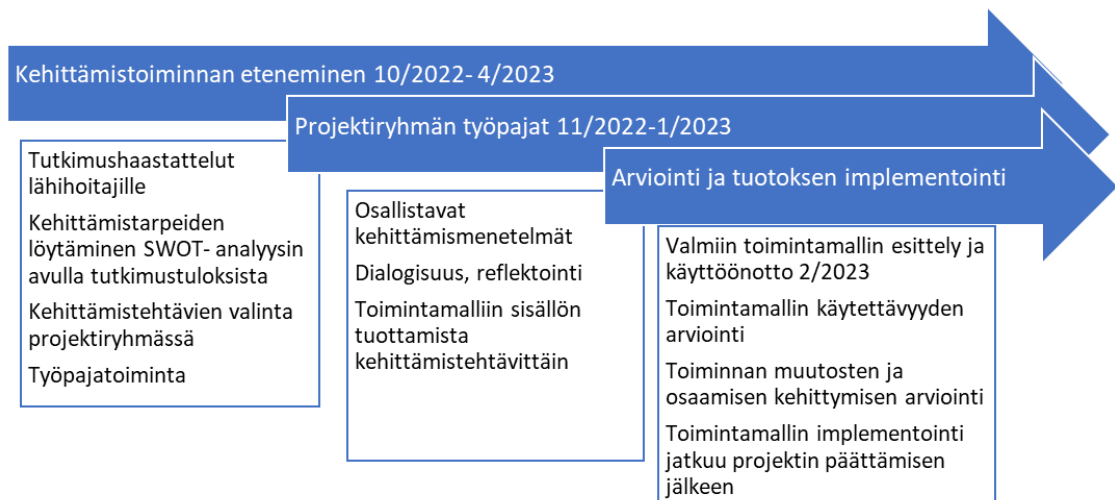 Kehittämistoiminnan eteneminen 10/2022- 4/2023
Projektiryhmän työpajat 11/2022-1/2023
Arviointi ja tuotoksen implementointi
Tutkimushaastattelut
lähihoitajille
Kehittämistarpeiden
löytäminen SWOT- analyysin
avulla tutkimustuloksista
Kehittämistehtävien valinta
projektiryhmässä
Työpajatoiminta
Osallistavat
kehittämismenetelmät
Dialogisuus, reflektointi
Toimintamalliin sisällön
tuottamista
kehittämistehtävittäin
Valmiin toimintamallin esittely ja
käyttöönotto 2/2023
Toimintamallin käytettävyyden
arviointi
Toiminnan muutosten ja
osaamisen kehittymisen arviointi
Toimintamallin implementointi
jatkuu projektin päättämisen
jälkeen